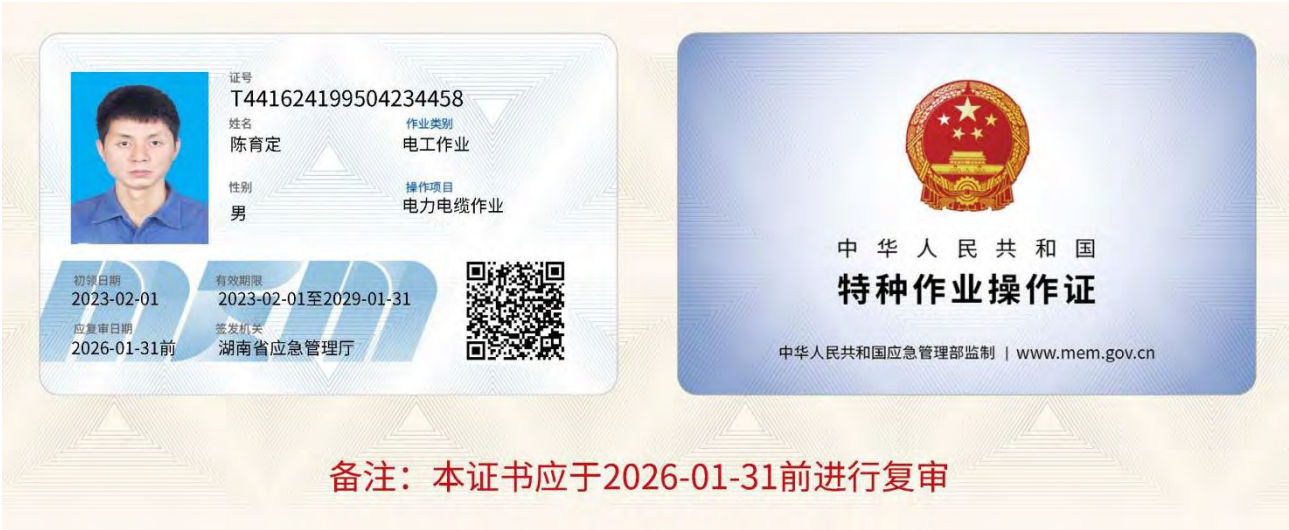 证号
T441624199504234458
姓名
作业类别
陈育定
电工作业
性别
操作项目
男
电力电缆作业
初领日期
有效期限
2023-02-01
2023-02-01至2029-01-31
应复审日期
签发机关
2026-01-31前
湖南省应急管理厅
中华人民共和国
特种作业操作证
中华人民共和国应急管理部监制 | www.mem.gov.cn
备注：本证书应于2026-01-31前进行复审